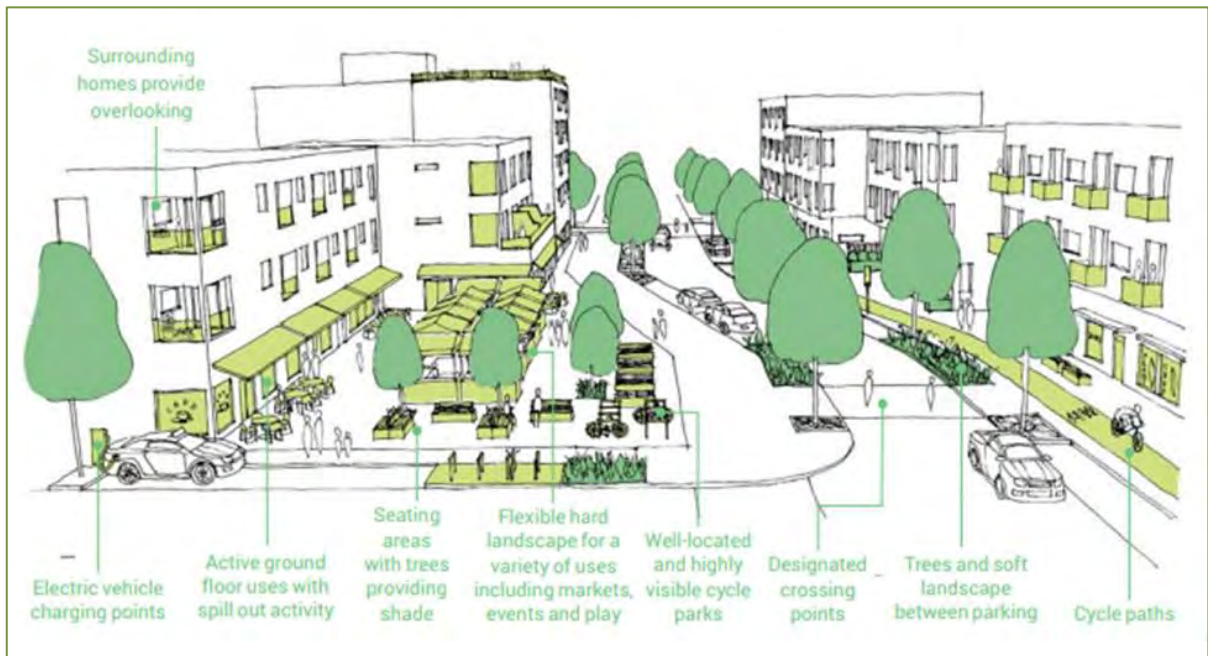 Surrounding
homes provide
overlooking
Electric vehicle
charging points
Active ground
floor uses with
spill out activity
Seating
areas
with trees
providing
shade
Flexible hard
landscape for a
variety of uses
including markets,
events and play
Well-located
and highly
visible cycle
parks
Designated
crossing
points
Trees and soft
landscape
between parking
Cycle paths